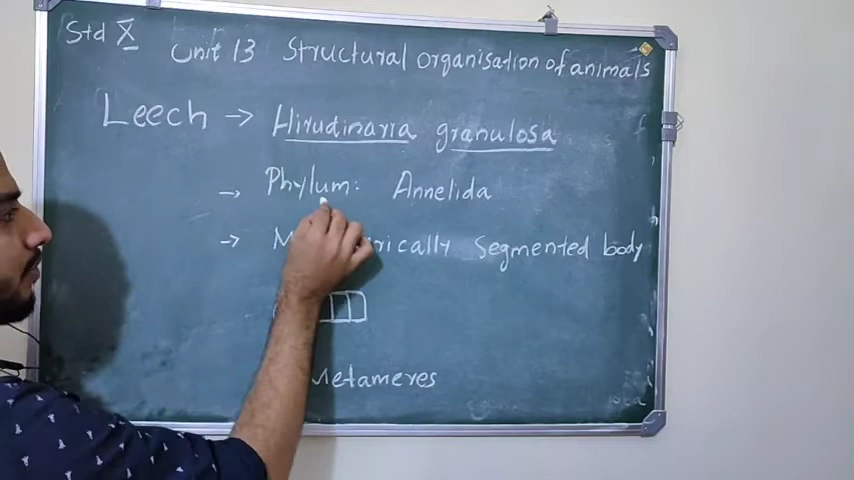 Std X Unit 13 Structural Organisation of animals
Leech → Hirudinaria granulosa
→ Phylum: Annelida
→ Segmented body
Metameres